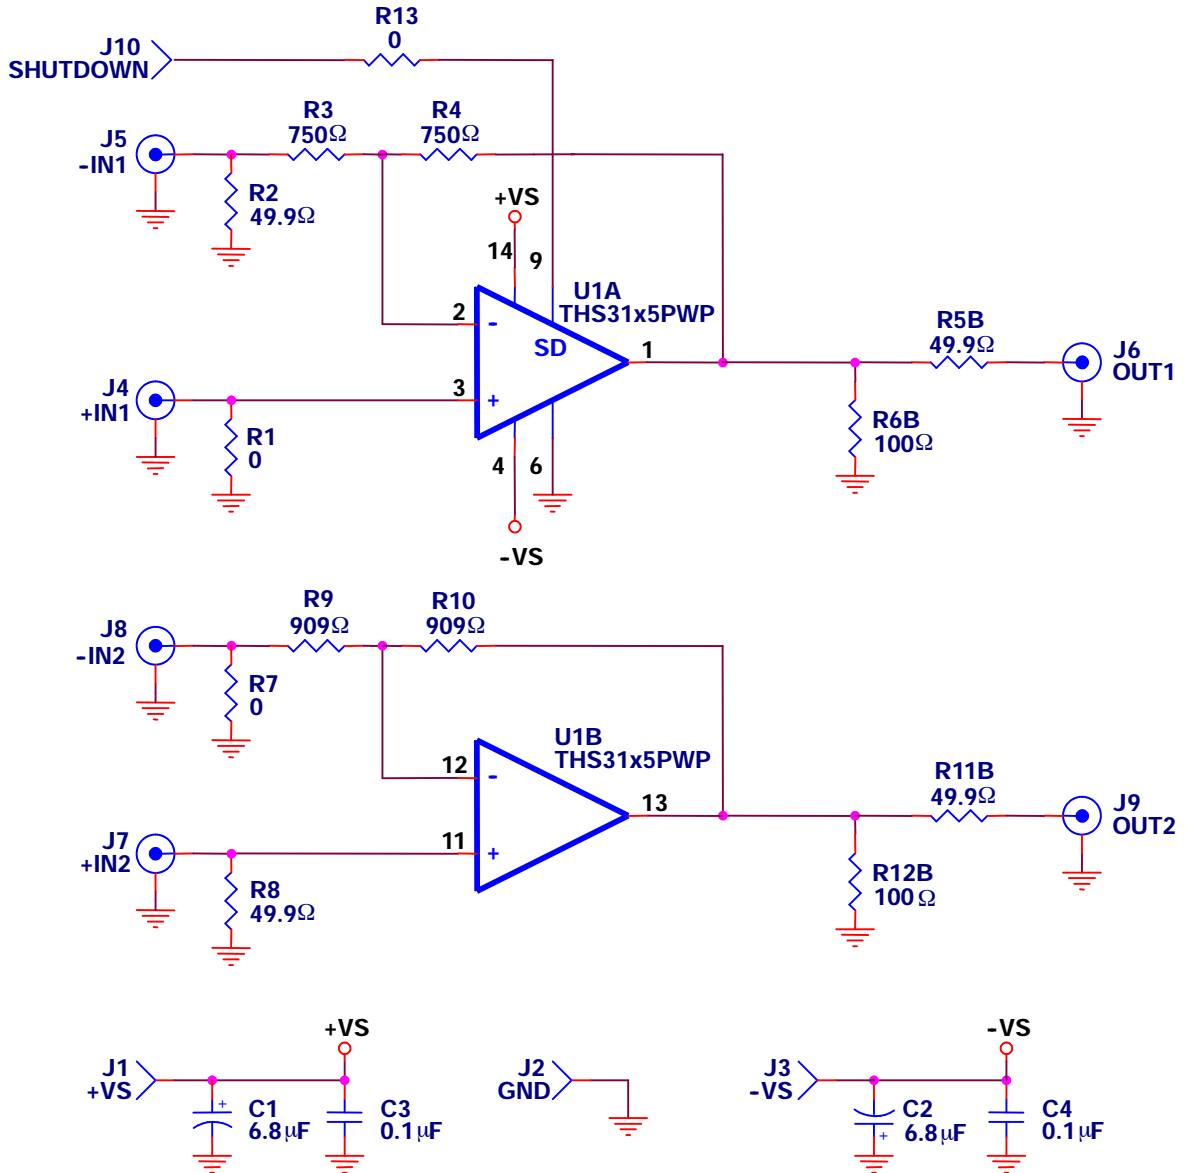 R13
0
J10
SHUTDOWN
R3
750Ω
R4
750Ω
J5
-IN1
R2
49.9Ω
+VS
14
9
U1A
THS31x5PWP
2
-
SD
1
R5B
49.9Ω
J6
OUT1
J4
+IN1
3
+
R1
0
R6B
100Ω
4
6
-VS
R9
909Ω
R10
909Ω
J8
-IN2
R7
0
U1B
THS31x5PWP
12
-
13
R11B
49.9Ω
J9
OUT2
J7
+IN2
11
+
R8
49.9Ω
R12B
100Ω
+VS
J1
+VS
+
C1
6.8µF
C3
0.1µF
J2
GND
-VS
J3
-VS
+
C2
6.8µF
C4
0.1µF